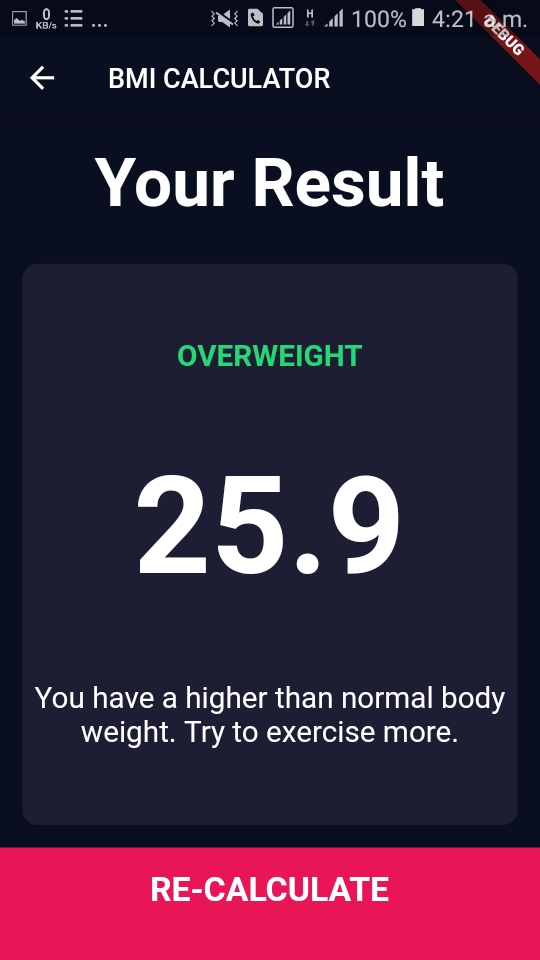 0 KB/s ... H 100% 4:21 a.m.
DEBUG
BMI CALCULATOR
Your Result
OVERWEIGHT
25.9
You have a higher than normal body
weight. Try to exercise more.
RE-CALCULATE